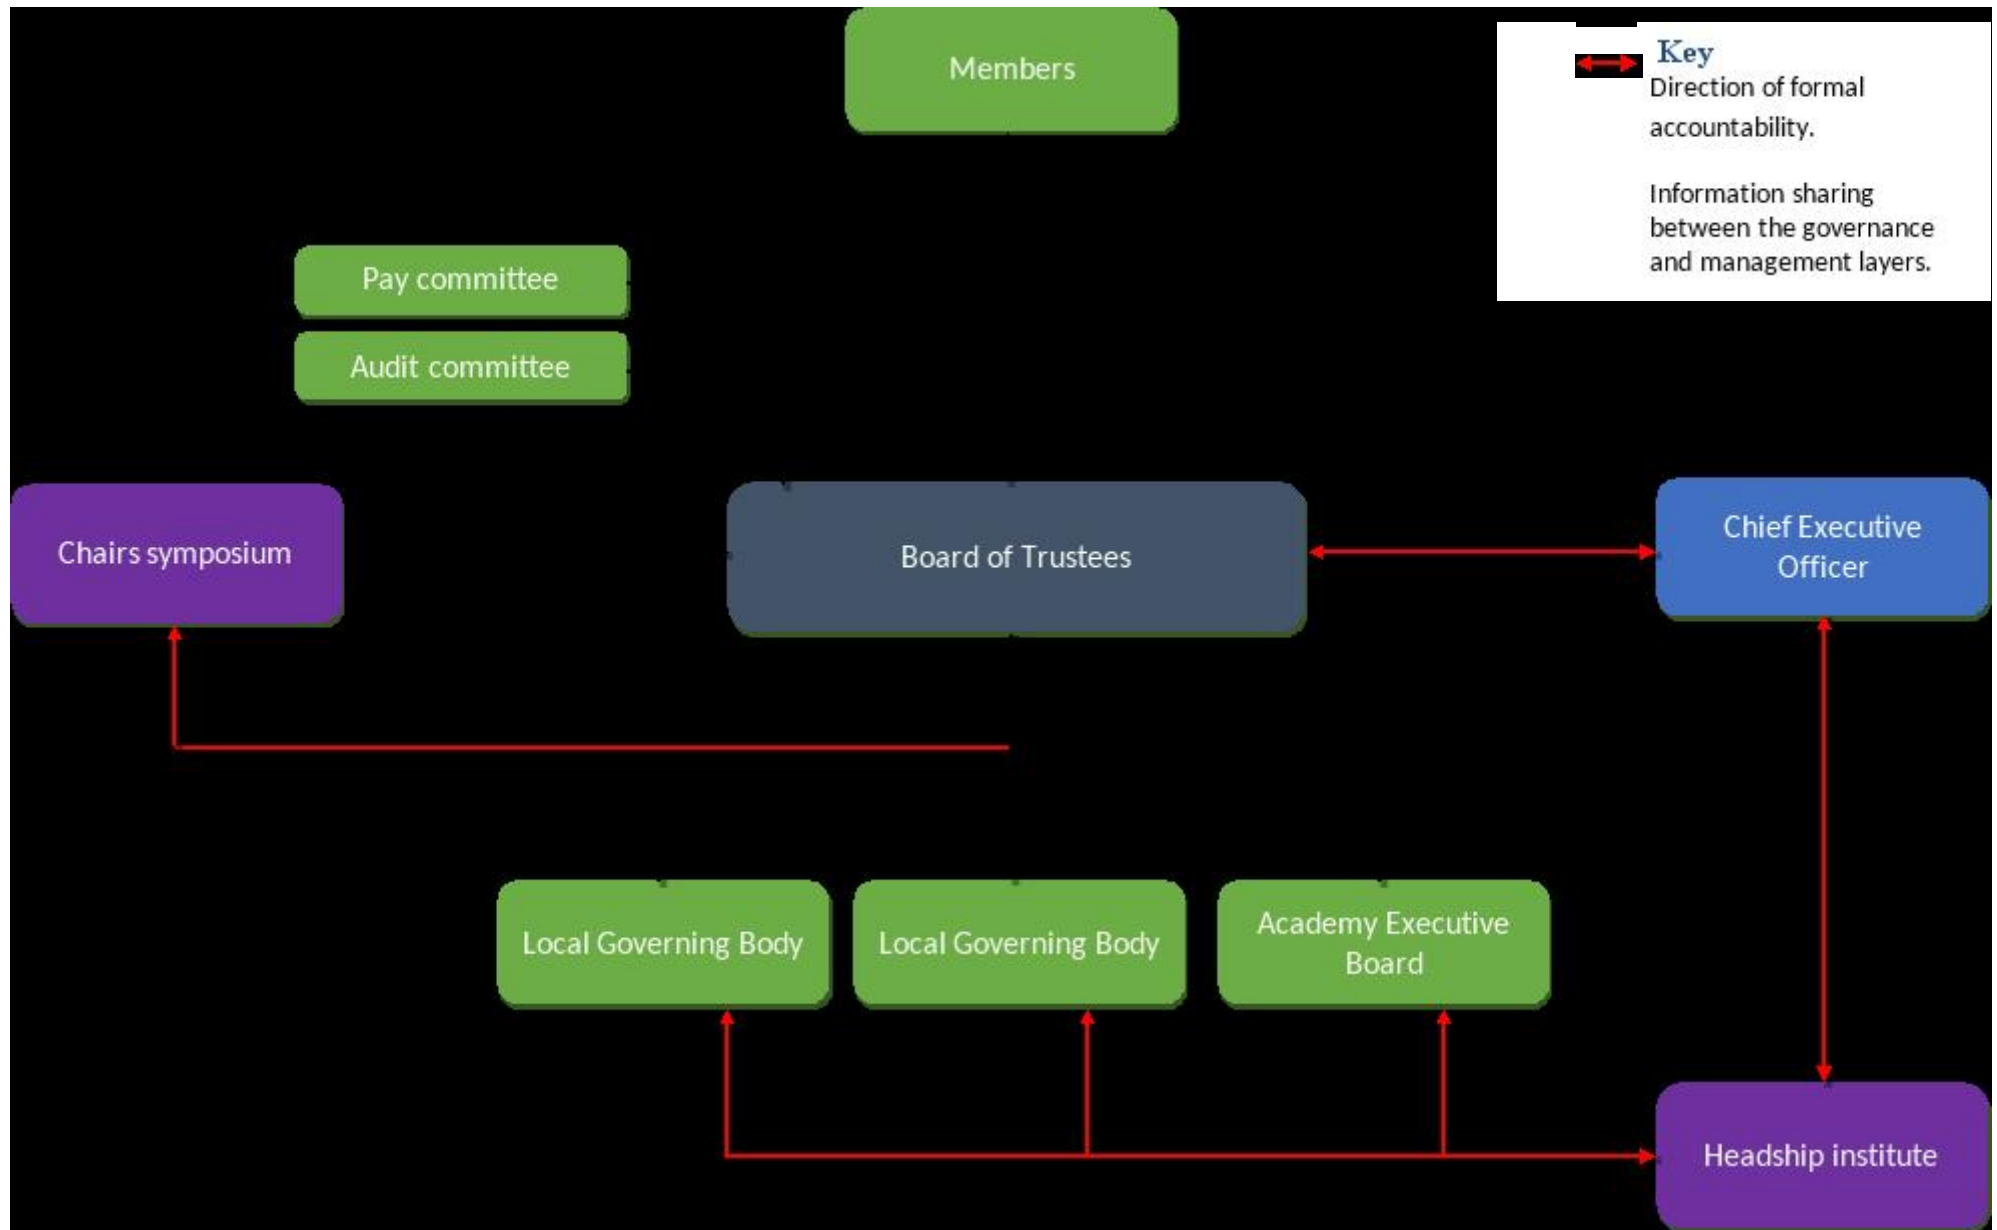 Members
Key
Direction of formal
accountability.
Information sharing
between the governance
and management layers.
Pay committee
Audit committee
Chairs symposium
Board of Trustees
Chief Executive
Officer
Local Governing Body
Local Governing Body
Academy Executive
Board
Headship institute